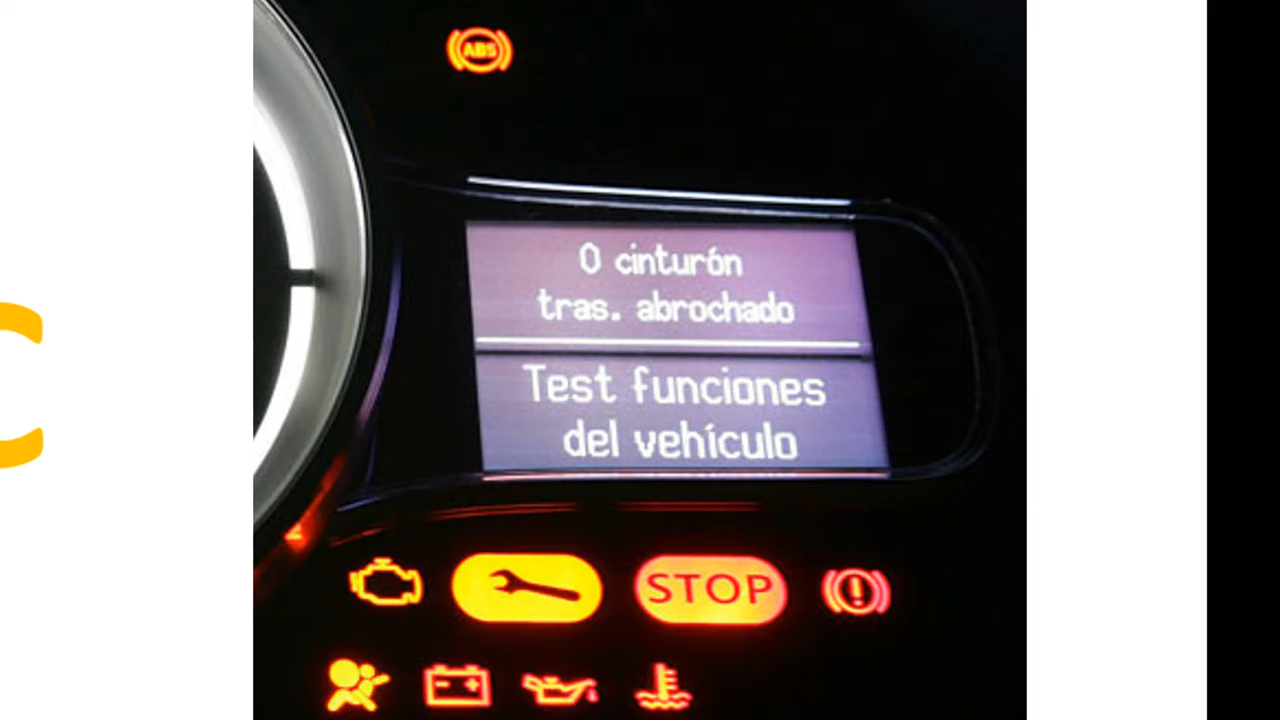 ABS
0 cinturón
tras. abrochado
Test funciones
del vehículo
STOP